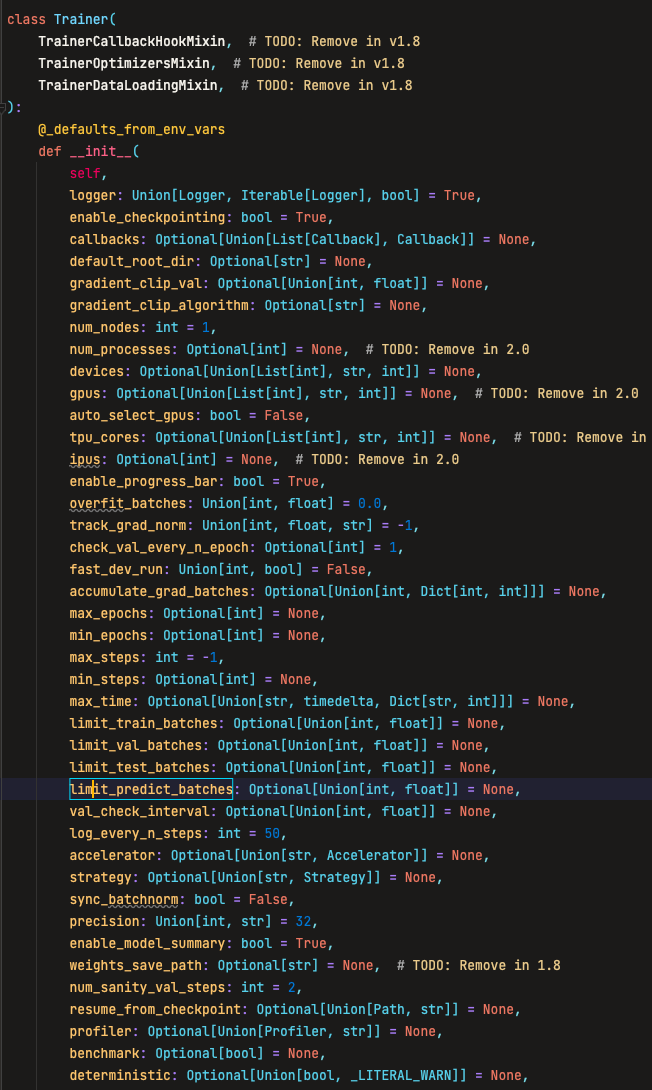 class Trainer(
    TrainerCallbackHookMixin,  # TODO: Remove in v1.8
    TrainerOptimizersMixin,  # TODO: Remove in v1.8
    TrainerDataLoadingMixin,  # TODO: Remove in v1.8
):
    @_defaults_from_env_vars
    def __init__(
        self,
        logger: Union[Logger, Iterable[Logger], bool] = True,
        enable_checkpointing: bool = True,
        callbacks: Optional[Union[List[Callback], Callback]] = None,
        default_root_dir: Optional[str] = None,
        gradient_clip_val: Optional[Union[int, float]] = None,
        gradient_clip_algorithm: Optional[str] = None,
        num_nodes: int = 1,
        num_processes: Optional[int] = None,  # TODO: Remove in 2.0
        devices: Optional[Union[List[int], str, int]] = None,
        gpus: Optional[Union[List[int], str, int]] = None,  # TODO: Remove in 2.0
        auto_select_gpus: bool = False,
        tpu_cores: Optional[Union[List[int], str, int]] = None,  # TODO: Remove in
        ipus: Optional[int] = None,  # TODO: Remove in 2.0
        enable_progress_bar: bool = True,
        overfit_batches: Union[int, float] = 0.0,
        track_grad_norm: Union[int, float, str] = -1,
        check_val_every_n_epoch: Optional[int] = 1,
        fast_dev_run: Union[int, bool] = False,
        accumulate_grad_batches: Optional[Union[int, Dict[int, int]]] = None,
        max_epochs: Optional[int] = None,
        min_epochs: Optional[int] = None,
        max_steps: int = -1,
        min_steps: Optional[int] = None,
        max_time: Optional[Union[str, timedelta, Dict[str, int]]] = None,
        limit_train_batches: Optional[Union[int, float]] = None,
        limit_val_batches: Optional[Union[int, float]] = None,
        limit_test_batches: Optional[Union[int, float]] = None,
        limit_predict_batches: Optional[Union[int, float]] = None,
        val_check_interval: Optional[Union[int, float]] = None,
        log_every_n_steps: int = 50,
        accelerator: Optional[Union[str, Accelerator]] = None,
        strategy: Optional[Union[str, Strategy]] = None,
        sync_batchnorm: bool = False,
        precision: Union[int, str] = 32,
        enable_model_summary: bool = True,
        weights_save_path: Optional[str] = None,  # TODO: Remove in 1.8
        num_sanity_val_steps: int = 2,
        resume_from_checkpoint: Optional[Union[Path, str]] = None,
        profiler: Optional[Union[Profiler, str]] = None,
        benchmark: Optional[bool] = None,
        deterministic: Optional[Union[bool, _LITERAL_WARN]] = None,